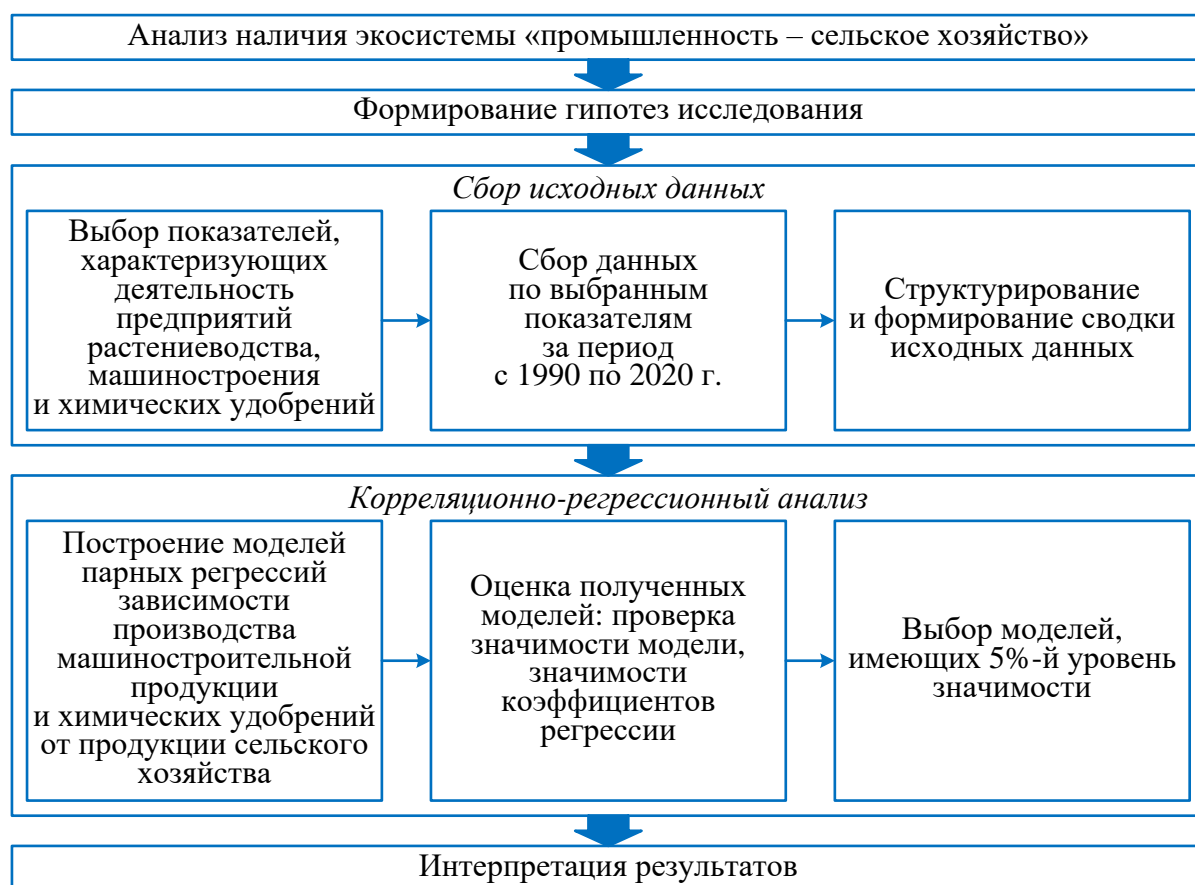 Анализ наличия экосистемы «промышленность – сельское хозяйство»
Формирование гипотез исследования
Сбор исходных данных
Выбор показателей,
характеризующих
деятельность
предприятий
растениеводства,
машиностроения
и химических удобрений
Сбор данных
по выбранным
показателям
за период
с 1990 по 2020 г.
Структурирование
и формирование сводки
исходных данных
Корреляционно-регрессионный анализ
Построение моделей
парных регрессий
зависимости
производства
машиностроительной
продукции
и химических удобрений
от продукции сельского
хозяйства
Оценка полученных
моделей: проверка
значимости модели,
значимости
коэффициентов
регрессии
Выбор моделей,
имеющих 5%-й уровень
значимости
Интерпретация результатов